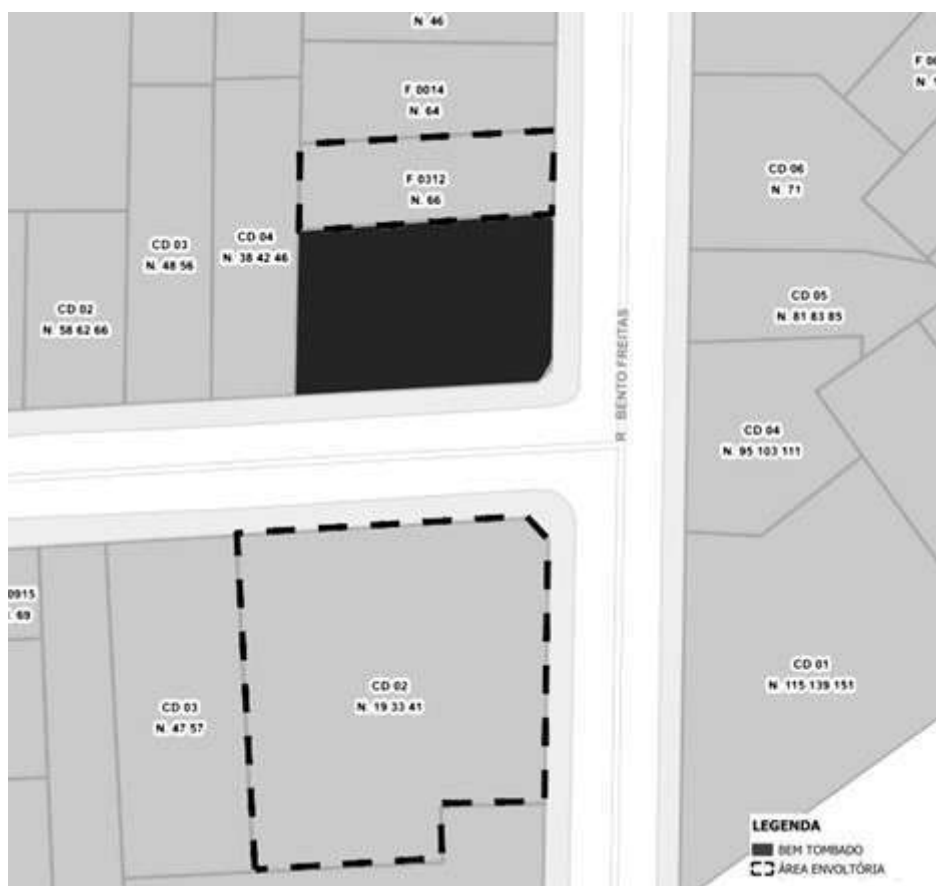 N 46
F 0014
N. 64
F 0312
N. 66
CD 06
N. 71
CD 03
N. 48 56
CD 04
N. 38 42 46
CD 02
N. 58 62 66
CD 05
N. 81 83 85
R BENTO FREITAS
CD 04
N. 95 103 111
0915
69
CD 02
N. 19 33 41
CD 03
N. 47 57
CD 01
N. 115 139 151
LEGENDA
BEM TOMBADO
ÁREA ENVOLTÓRIA